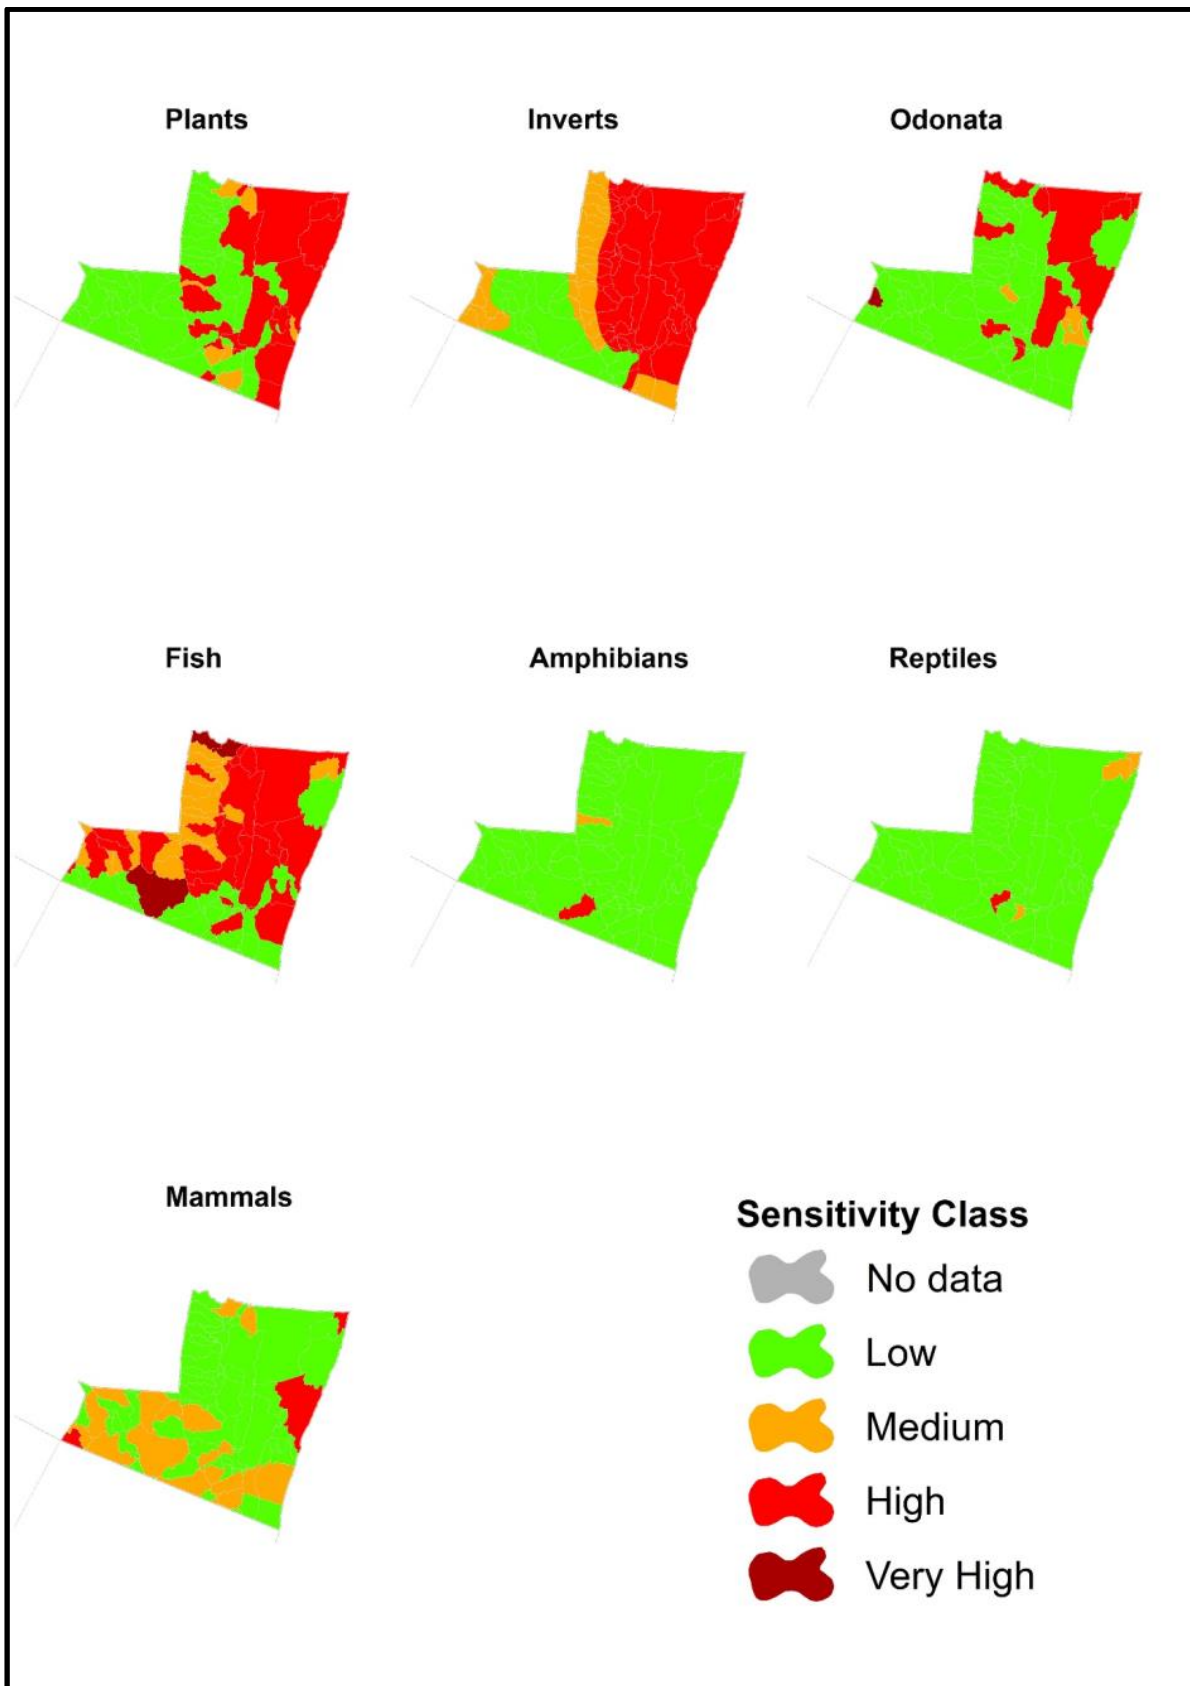 Plants
Inverts
Odonata
Fish
Amphibians
Reptiles
Mammals
Sensitivity Class
No data
Low
Medium
High
Very High